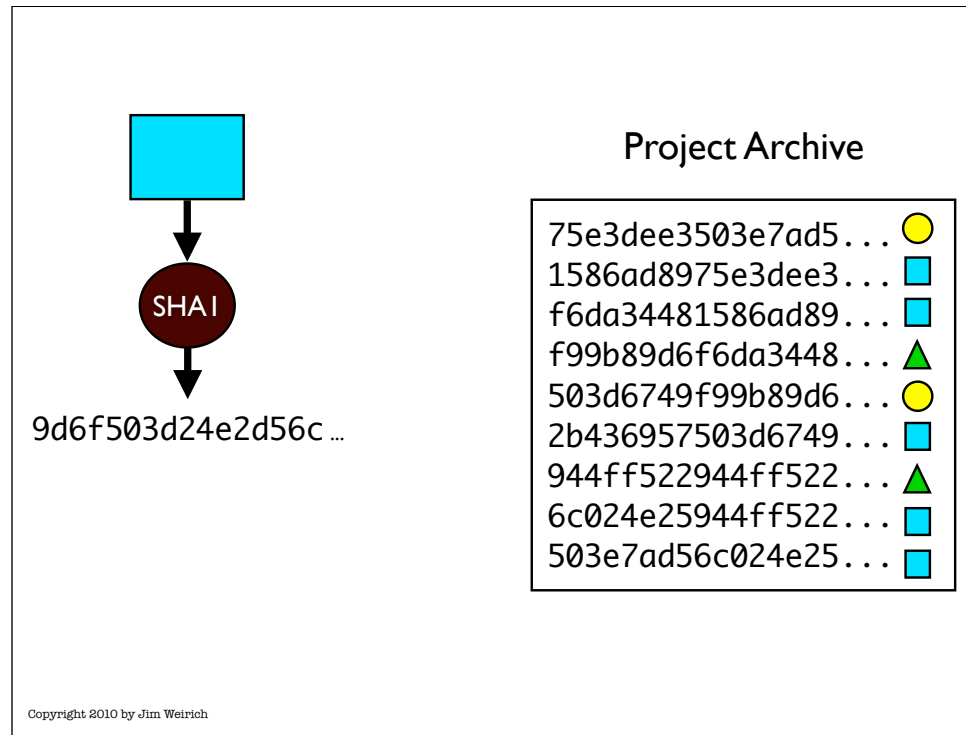 SHA1
9d6f503d24e2d56c ...
Project Archive
75e3dee3503e7ad5...
1586ad8975e3dee3...
f6da34481586ad89...
f99b89d6f6da3448...
503d6749f99b89d6...
2b436957503d6749...
944ff522944ff522...
6c024e25944ff522...
503e7ad56c024e25...
Copyright 2010 by Jim Weirich